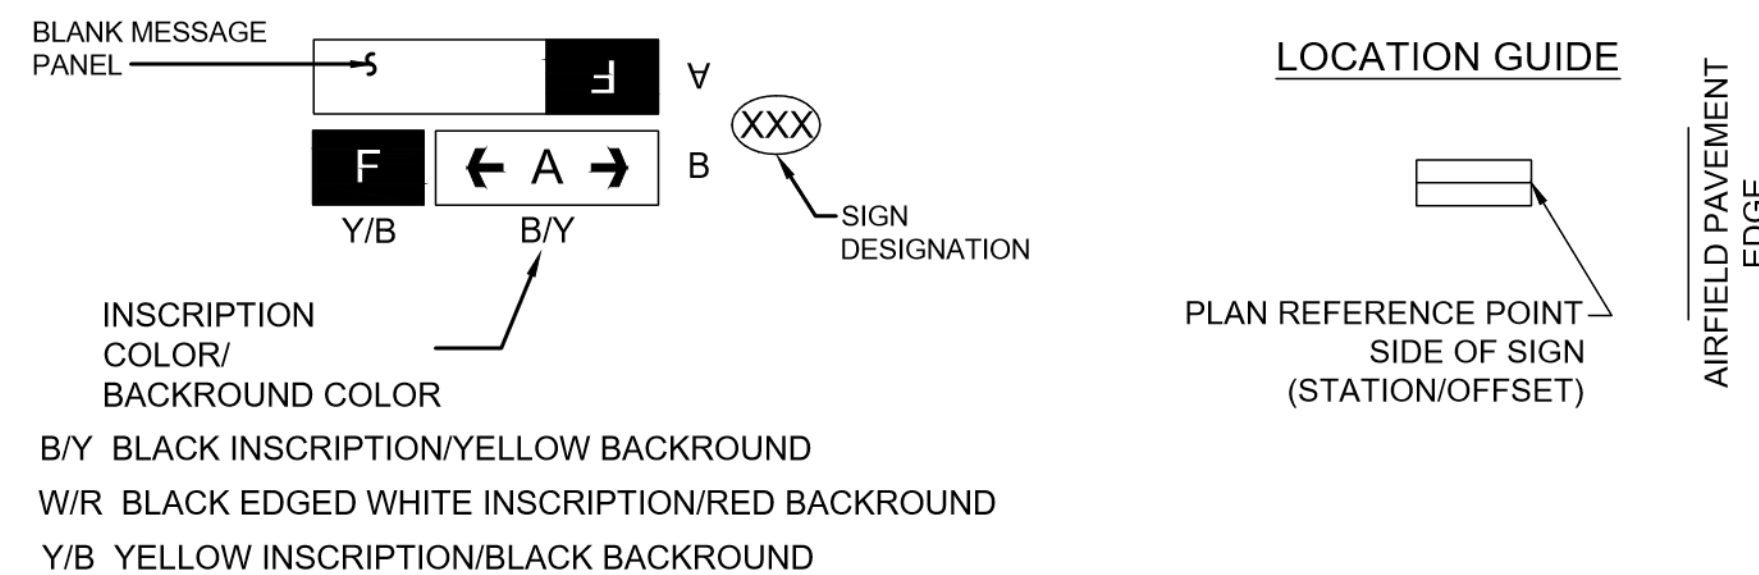 BLANK MESSAGE
PANEL
F
A
XXX
F
← A →
B
Y/B
B/Y
SIGN
DESIGNATION
INSCRIPTION
COLOR/
BACKROUND COLOR
B/Y BLACK INSCRIPTION/YELLOW BACKROUND
W/R BLACK EDGED WHITE INSCRIPTION/RED BACKROUND
Y/B YELLOW INSCRIPTION/BLACK BACKROUND
LOCATION GUIDE
PLAN REFERENCE POINT
SIDE OF SIGN
(STATION/OFFSET)
AIRFIELD PAVEMENT
EDGE